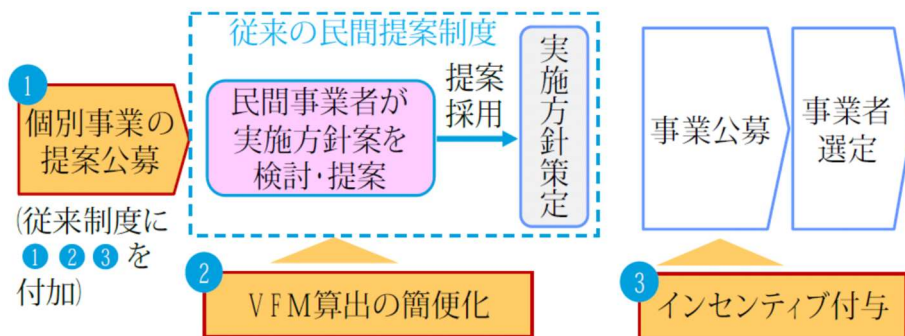 従来の民間提案制度
1
個別事業の
提案公募
(従来制度に
1 2 3 を
付加)
民間事業者が
実施方針案を
検討・提案
提案
採用
実施方針策定
2
VFM算出の簡便化
事業公募
事業者
選定
3
インセンティブ付与